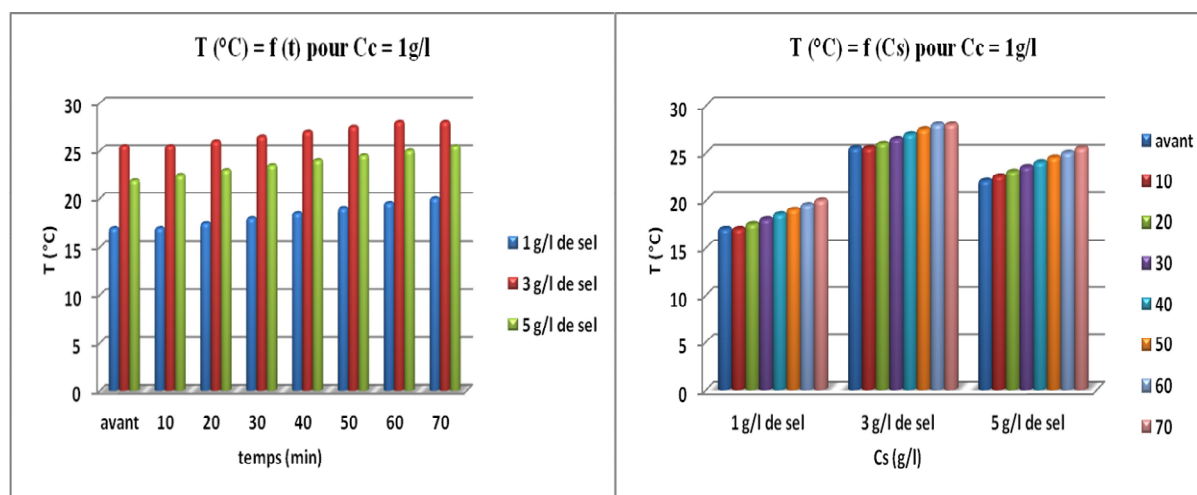 T (°C) = f (t) pour Cc = 1g/l
30
25
20
15
10
5
0
T (°C)
avant 10 20 30 40 50 60 70
temps (min)
1 g/l de sel
3 g/l de sel
5 g/l de sel
T (°C) = f (Cs) pour Cc = 1g/l
30
25
20
15
10
5
0
T (°C)
1 g/l de sel 3 g/l de sel 5 g/l de sel
Cs (g/l)
avant
10
20
30
40
50
60
70